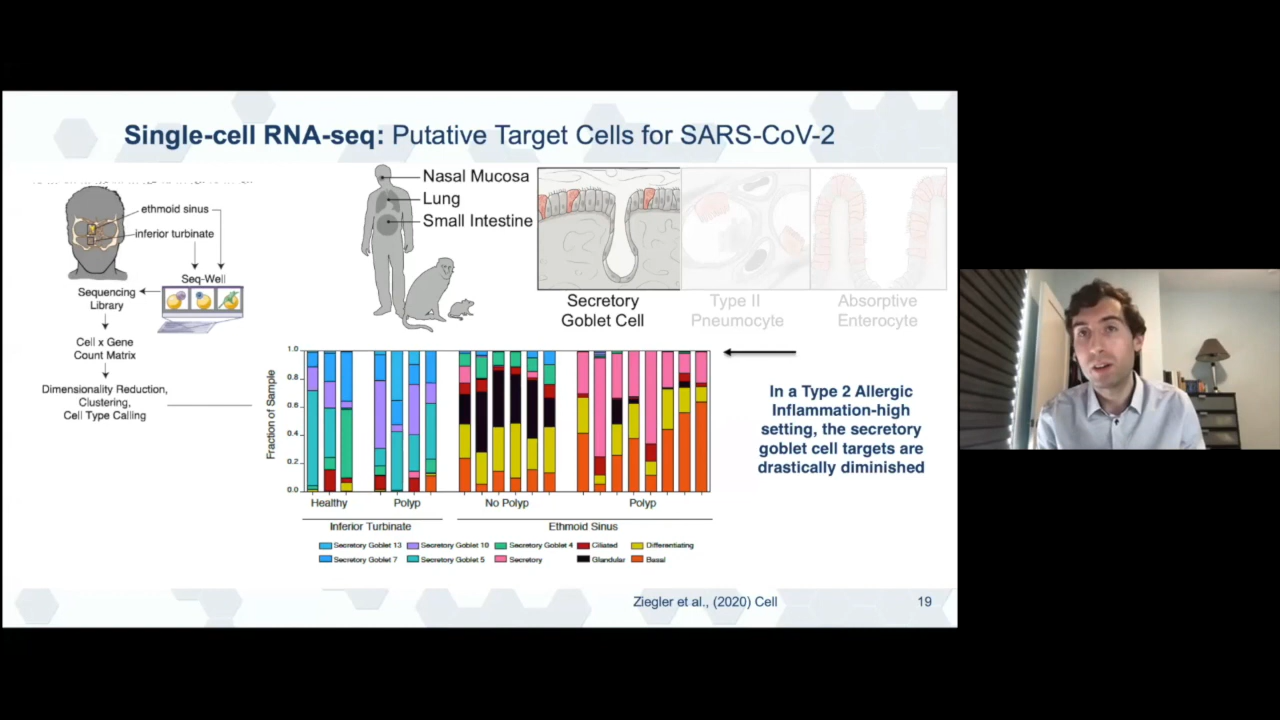 Single-cell RNA-seq: Putative Target Cells for SARS-CoV-2
ethmoid sinus
inferior turbinate
Seq-Well
Sequencing
Library
Cell x Gene
Count Matrix
Dimensionality Reduction,
Clustering,
Cell Type Calling
Nasal Mucosa
Lung
Small Intestine
Secretory
Goblet Cell
Type II
Pneumocyte
Absorptive
Enterocyte
Fraction of Sample
1.0
0.8
0.6
0.4
0.2
0.0
Healthy
Polyp
No Polyp
Polyp
Inferior Turbinate
Ethmoid Sinus
Secretory Goblet 13
Secretory Goblet 10
Secretory Goblet 4
Ciliated
Differentiating
Secretory Goblet 7
Secretory Goblet 5
Secretory
Glandular
Basal
In a Type 2 Allergic
Inflammation-high
setting, the secretory
goblet cell targets are
drastically diminished
Ziegler et al., (2020) Cell
19